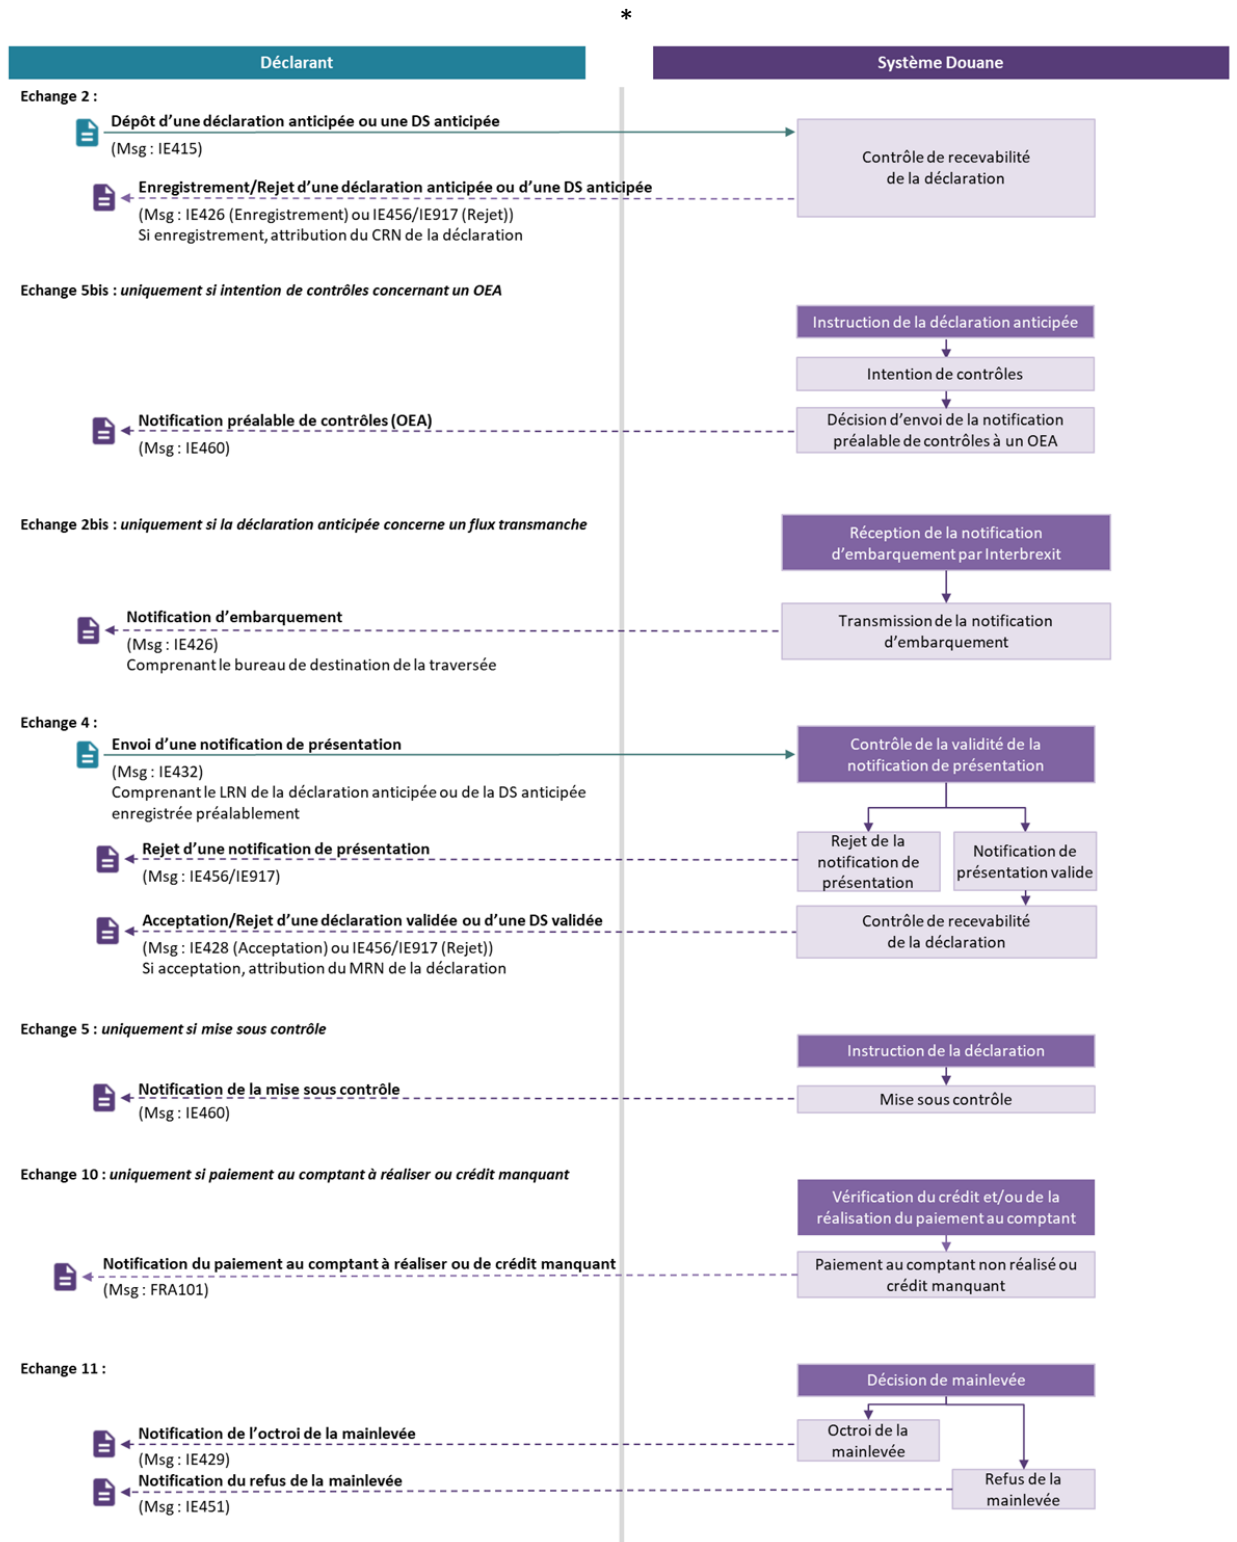 *
Déclarant
Système Douane
Echange 2 :
Dépôt d’une déclaration anticipée ou une DS anticipée
(Msg : IE415)
Contrôle de recevabilité
de la déclaration
Enregistrement/Rejet d’une déclaration anticipée ou d’une DS anticipée
(Msg : IE426 (Enregistrement) ou IE456/IE917 (Rejet))
Si enregistrement, attribution du CRN de la déclaration
Echange 5bis : uniquement si intention de contrôles concernant un OEA
Instruction de la déclaration anticipée
Intention de contrôles
Notification préalable de contrôles (OEA)
(Msg : IE460)
Décision d’envoi de la notification
préalable de contrôles à un OEA
Echange 2bis : uniquement si la déclaration anticipée concerne un flux transmanche
Réception de la notification
d’embarquement par Interbrexit
Notification d’embarquement
(Msg : IE426)
Comprenant le bureau de destination de la traversée
Transmission de la notification
d’embarquement
Echange 4 :
Envoi d’une notification de présentation
(Msg : IE432)
Comprenant le LRN de la déclaration anticipée ou de la DS anticipée
enregistrée préalablement
Contrôle de la validité de la
notification de présentation
Rejet d’une notification de présentation
(Msg : IE456/IE917)
Rejet de la
notification de
présentation
Notification de
présentation valide
Acceptation/Rejet d’une déclaration validée ou d’une DS validée
(Msg : IE428 (Acceptation) ou IE456/IE917 (Rejet))
Si acceptation, attribution du MRN de la déclaration
Contrôle de recevabilité
de la déclaration
Echange 5 : uniquement si mise sous contrôle
Instruction de la déclaration
Notification de la mise sous contrôle
(Msg : IE460)
Mise sous contrôle
Echange 10 : uniquement si paiement au comptant à réaliser ou crédit manquant
Vérification du crédit et/ou de la
réalisation du paiement au comptant
Notification du paiement au comptant à réaliser ou de crédit manquant
(Msg : FRA101)
Paiement au comptant non réalisé ou
crédit manquant
Echange 11 :
Décision de mainlevée
Notification de l’octroi de la mainlevée
(Msg : IE429)
Octroi de la
mainlevée
Notification du refus de la mainlevée
(Msg : IE451)
Refus de la
mainlevée